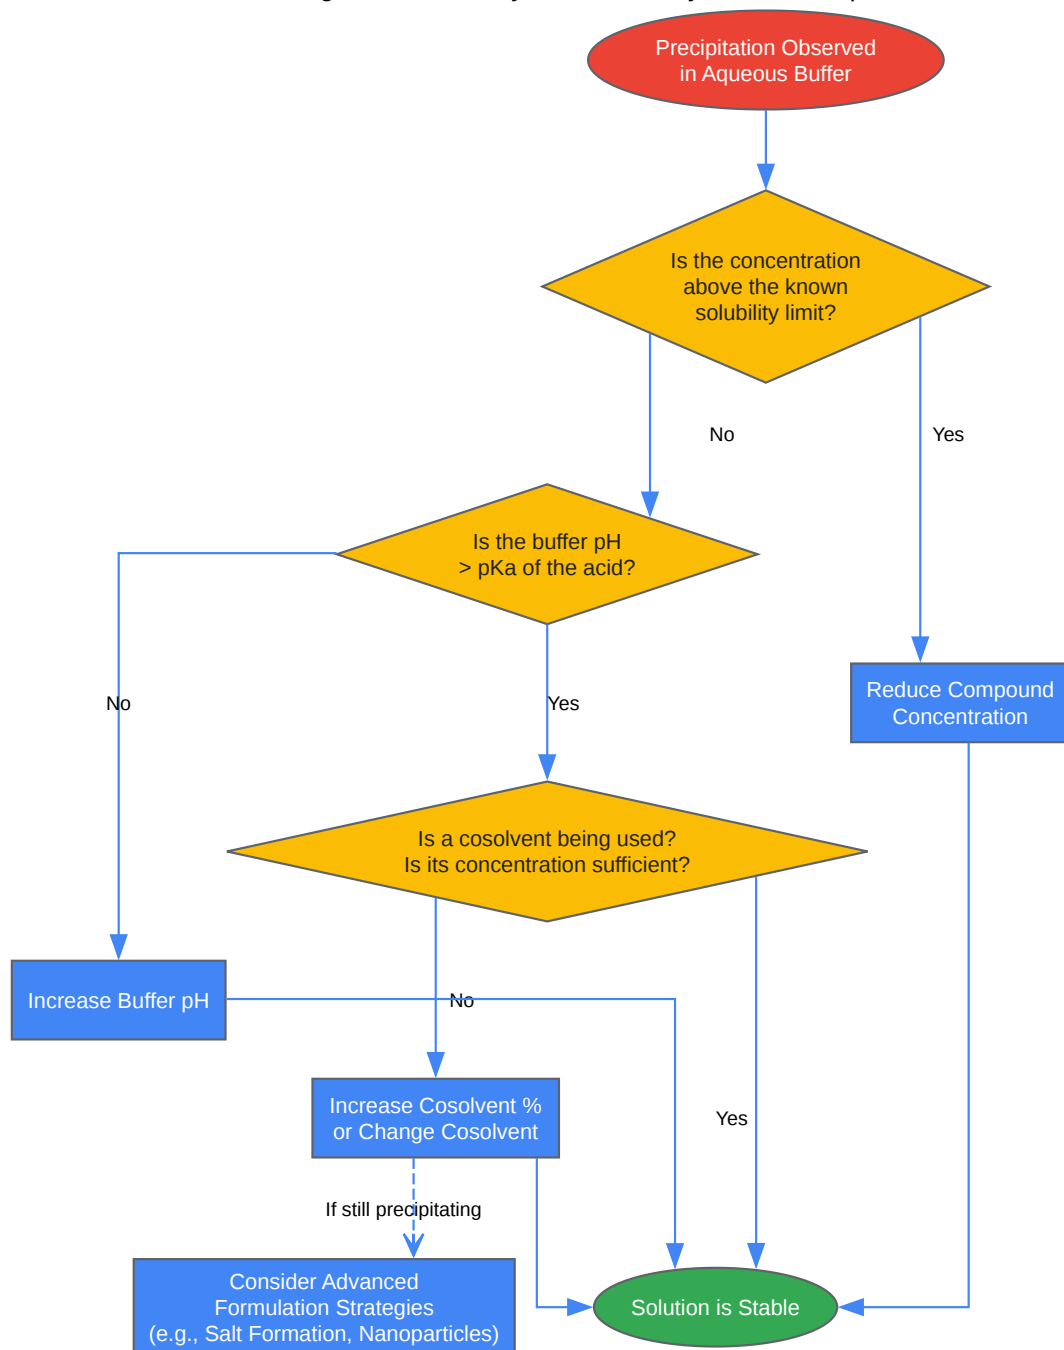 Precipitation Observed
in Aqueous Buffer
Is the concentration
above the known
solubility limit?
No
Yes
Is the buffer pH
> pKa of the acid?
No
Yes
Reduce Compound
Concentration
Is a cosolvent being used?
Is its concentration sufficient?
Increase Buffer pH
No
Increase Cosolvent %
or Change Cosolvent
Yes
If still precipitating
Consider Advanced
Formulation Strategies
(e.g., Salt Formation, Nanoparticles)
Solution is Stable